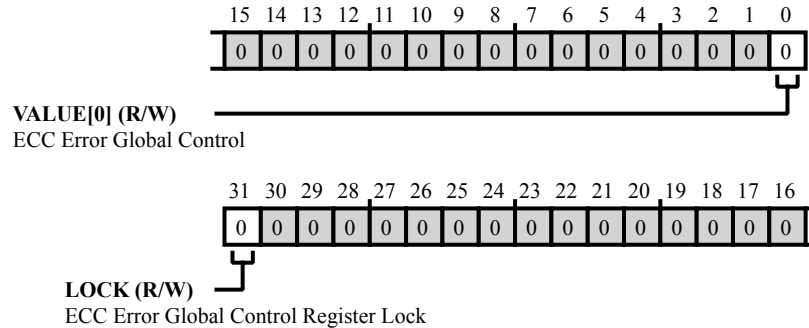 15 14 13 12 11 10 9 8 7 6 5 4 3 2 1 0
0 0 0 0 0 0 0 0 0 0 0 0 0 0 0 0
VALUE[0] (R/W)
ECC Error Global Control
31 30 29 28 27 26 25 24 23 22 21 20 19 18 17 16
0 0 0 0 0 0 0 0 0 0 0 0 0 0 0 0
LOCK (R/W)
ECC Error Global Control Register Lock